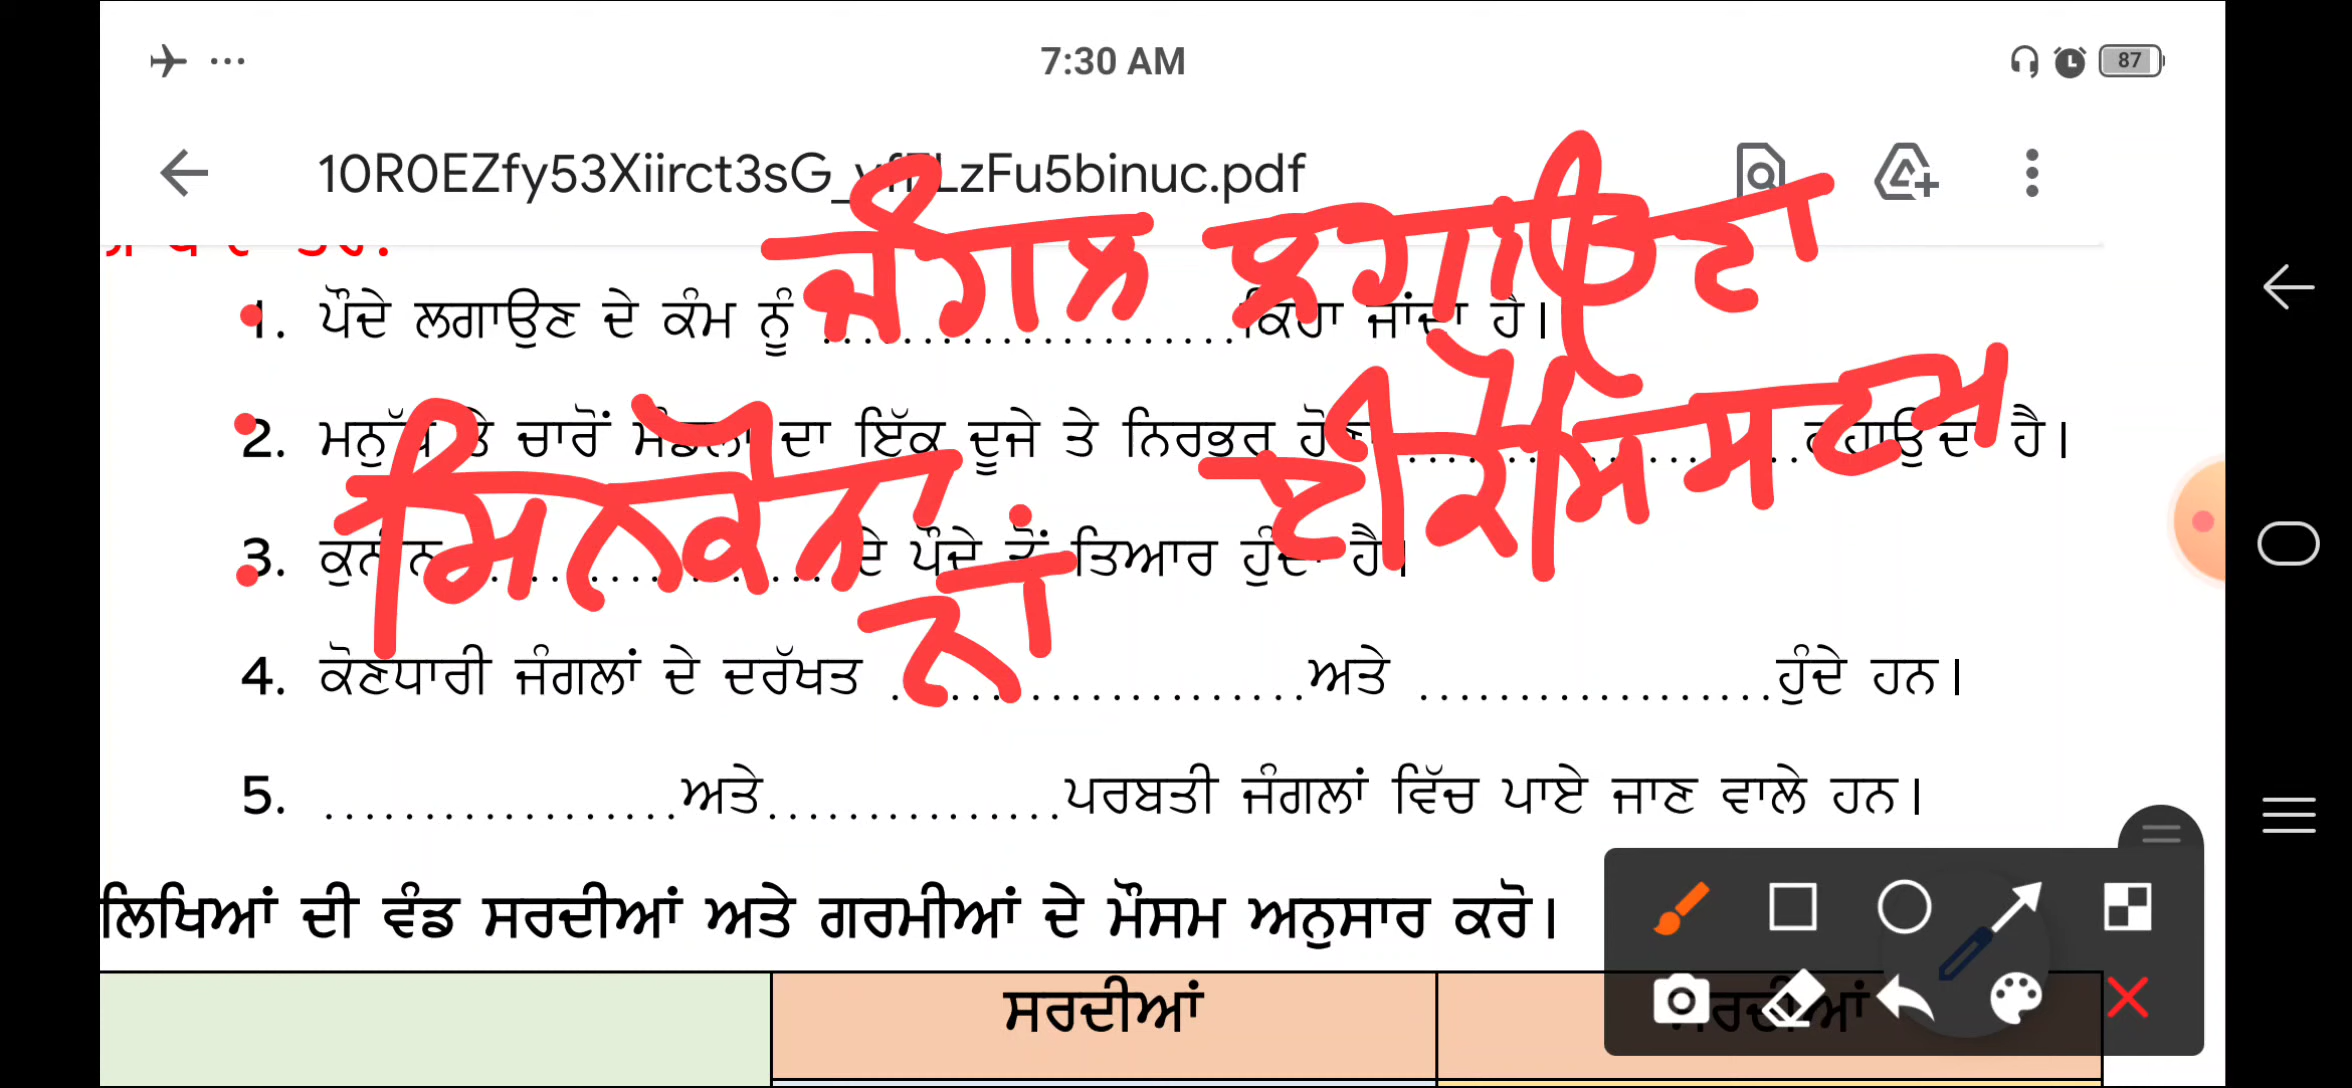 7:30 AM 87
10R0EZfy53Xiirct3sG_ LzFu5binuc.pdf
ਜੰਗਲ ਲਗਾਉਣਾ
1. ਪੌਦੇ ਲਗਾਉਣ ਦੇ ਕੰਮ ਨੂੰ ......................ਕਿਹਾ ਜਾਂਦਾ ਹੈ।
ਈਕੋਸਿਸਟਮ
2. ਮਨੁੱਖ ਤੇ ਚਾਰੋਂ ਮੰਡਲਾਂ ਦਾ ਇੱਕ ਦੂਜੇ ਤੇ ਨਿਰਭਰ ਹੋਣਾ ....................ਕਹਾਉਂਦਾ ਹੈ।
ਸਿਨਕੋਨਾ
3. ਕੁਨੀਨ ....................ਦੇ ਪੌਦੇ ਤੋਂ ਤਿਆਰ ਹੁੰਦੀ ਹੈ।
ਨਾਂ
4. ਕੋਣਧਾਰੀ ਜੰਗਲਾਂ ਦੇ ਦਰੱਖਤ .....................ਅਤੇ ..................ਹੁੰਦੇ ਹਨ।
5. ..................ਅਤੇ...............ਪਰਬਤੀ ਜੰਗਲਾਂ ਵਿੱਚ ਪਾਏ ਜਾਣ ਵਾਲੇ ਹਨ।
ਲਿਖਿਆਂ ਦੀ ਵੰਡ ਸਰਦੀਆਂ ਅਤੇ ਗਰਮੀਆਂ ਦੇ ਮੌਸਮ ਅਨੁਸਾਰ ਕਰੋ।
ਸਰਦੀਆਂ